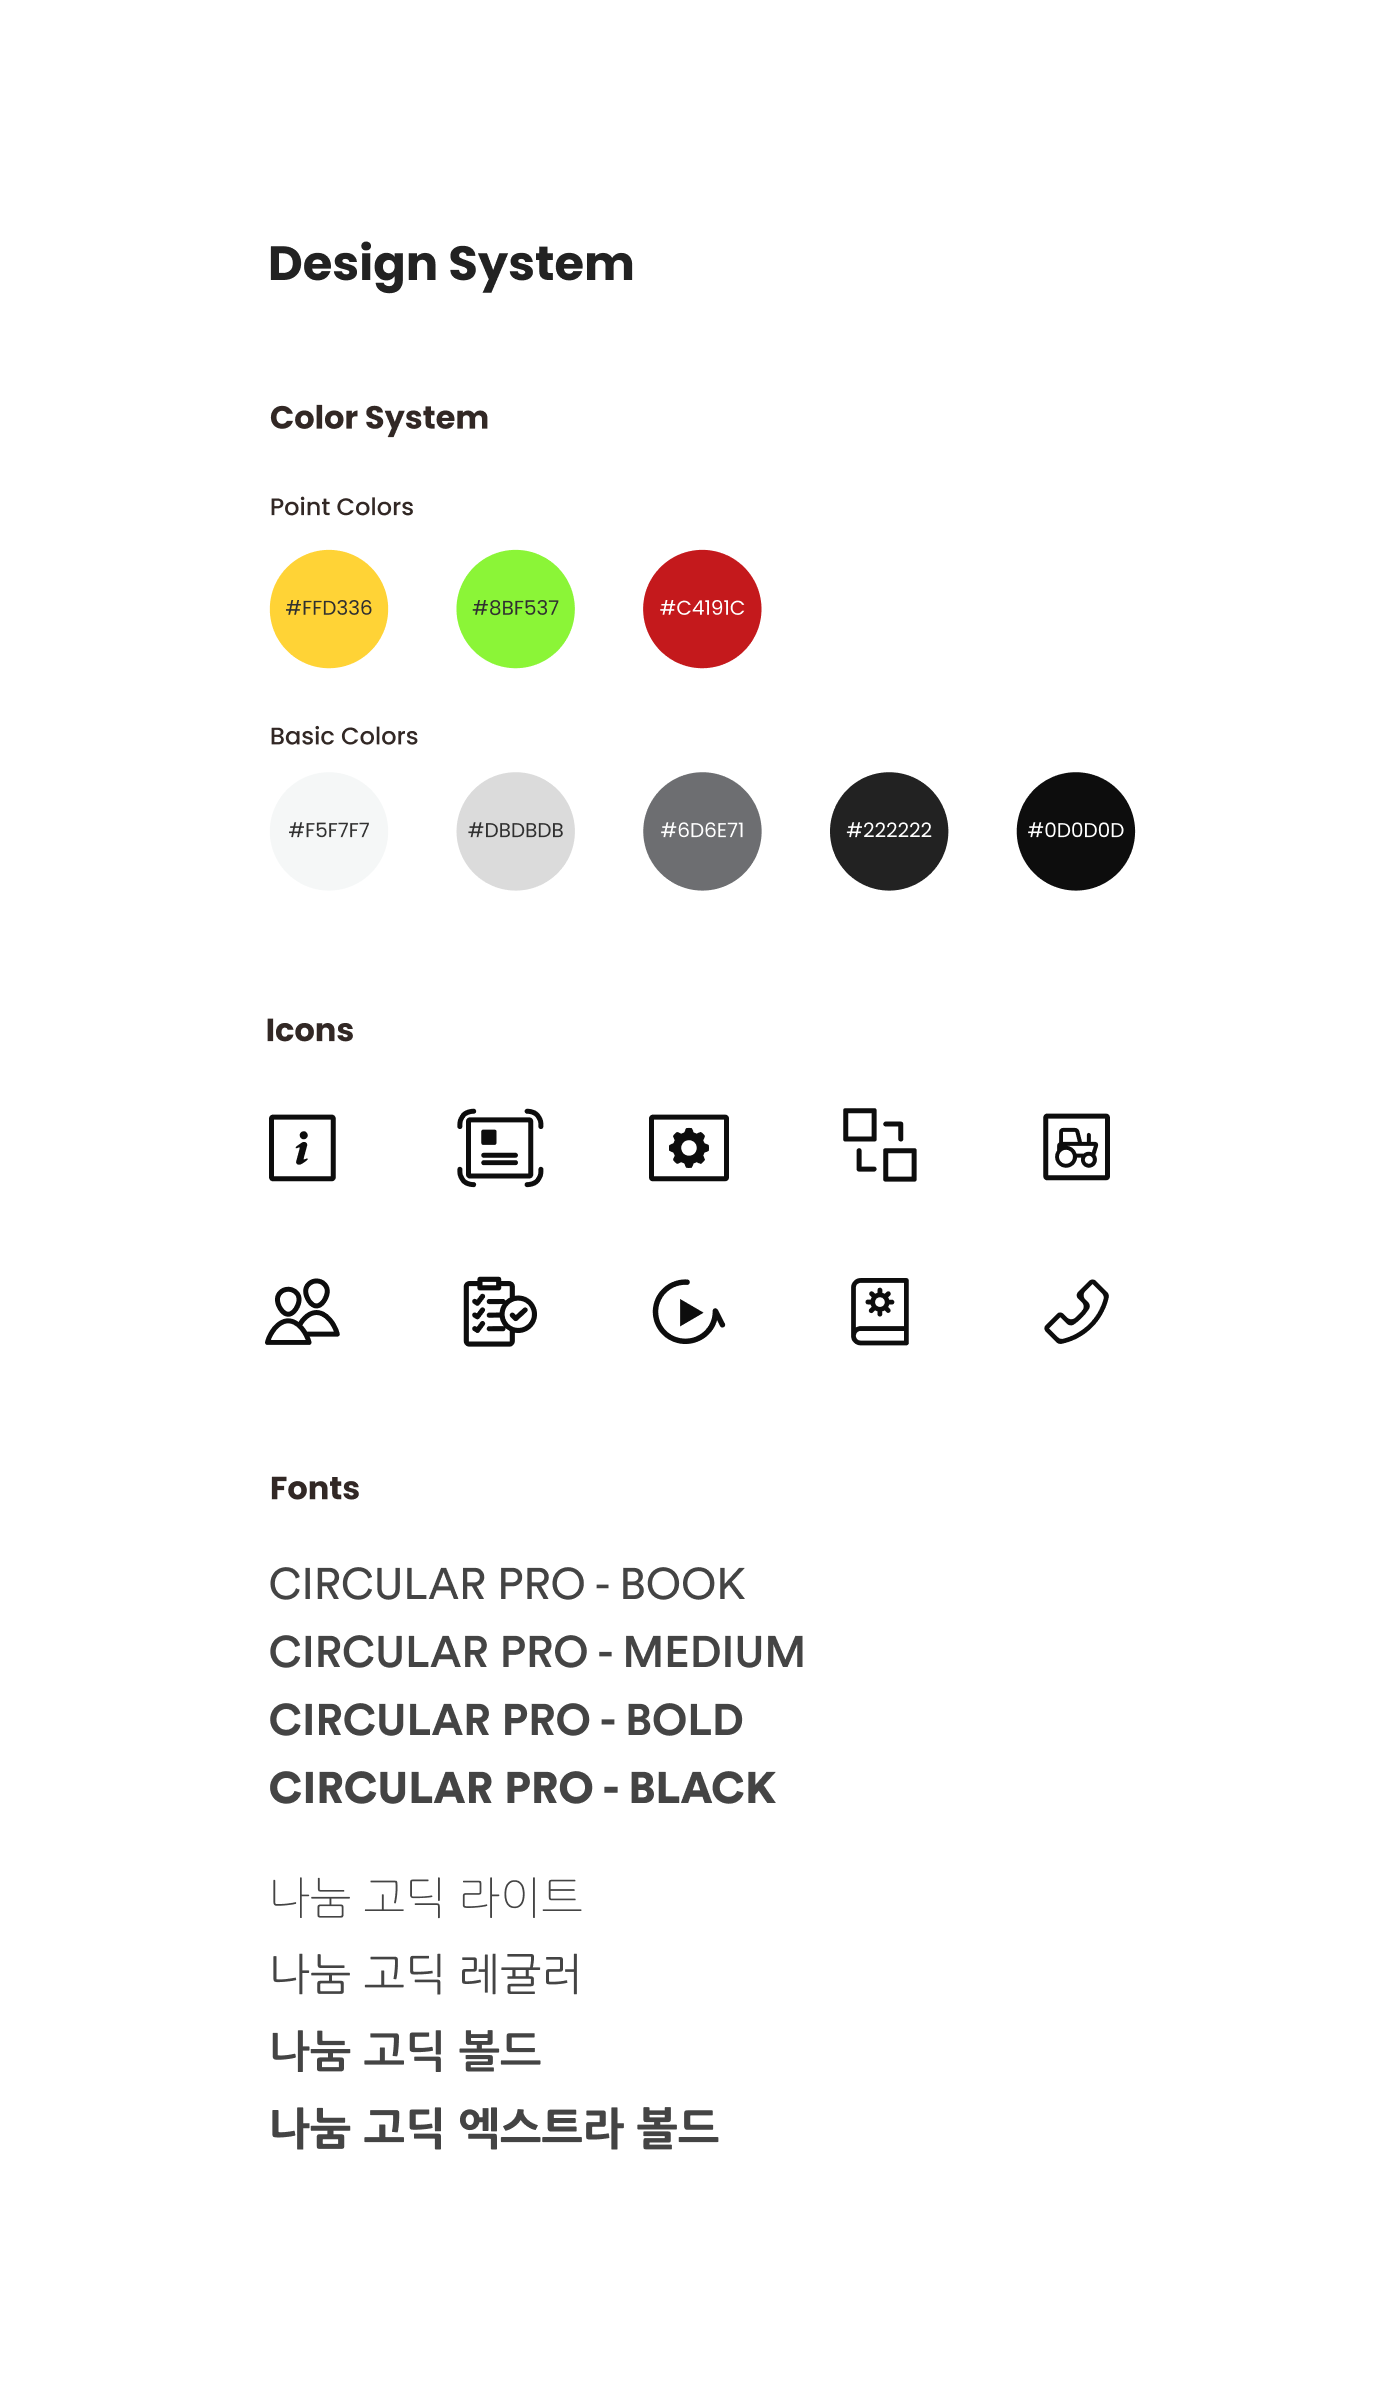 Design System
Color System
Point Colors
#FFD336 #8BF537 #C4191C
Basic Colors
#F5F7F7 #DBDBDB #6D6E71 #222222 #0D0D0D
Icons
i
Fonts
CIRCULAR PRO - BOOK
CIRCULAR PRO - MEDIUM
CIRCULAR PRO - BOLD
CIRCULAR PRO - BLACK
나눔 고딕 라이트
나눔 고딕 레귤러
나눔 고딕 볼드
나눔 고딕 엑스트라 볼드